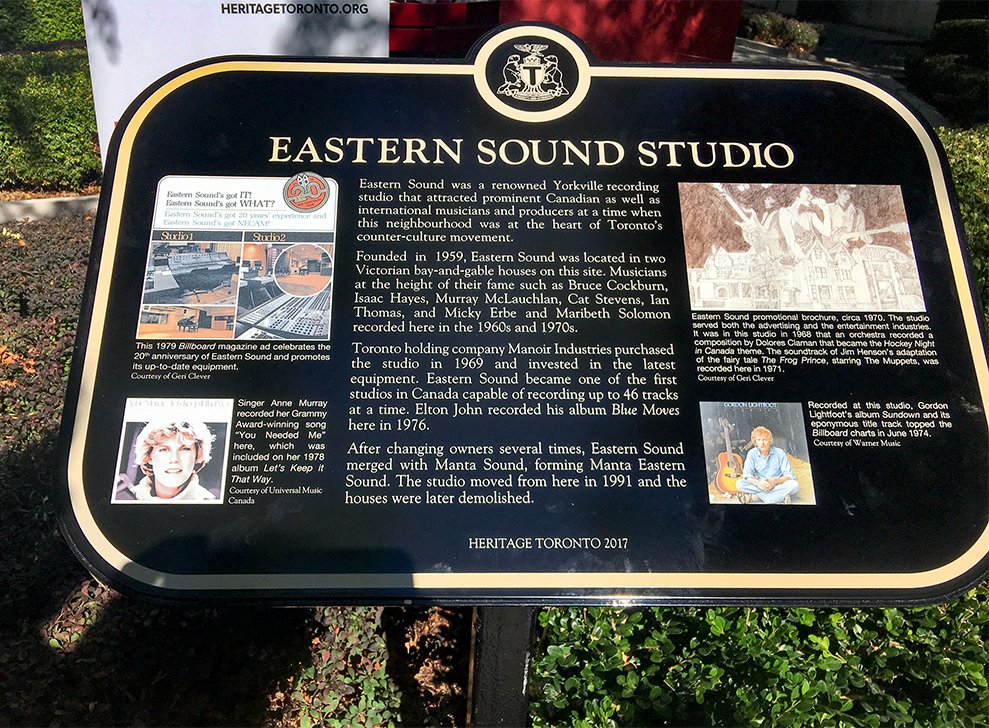 HERITAGETORONTO.ORG
T
EASTERN SOUND STUDIO
Eastern Sound's got IT!
Eastern Sound's got WHAT?
Eastern Sound's got 20 years' experience and
Eastern Sound's got NECAM!
20
Studio 1
Studio 2
This 1979 Billboard magazine ad celebrates the
20th anniversary of Eastern Sound and promotes
its up-to-date equipment.
Courtesy of Geri Clever
Singer Anne Murray
recorded her Grammy
Award-winning song
"You Needed Me"
here, which was
included on her 1978
album Let's Keep it
That Way.
Courtesy of Universal Music
Canada
Eastern Sound was a renowned Yorkville recording
studio that attracted prominent Canadian as well as
international musicians and producers at a time when
this neighbourhood was at the heart of Toronto's
counter-culture movement.
Founded in 1959, Eastern Sound was located in two
Victorian bay-and-gable houses on this site. Musicians
at the height of their fame such as Bruce Cockburn,
Isaac Hayes, Murray McLauchlan, Cat Stevens, Ian
Thomas, and Micky Erbe and Maribeth Solomon
recorded here in the 1960s and 1970s.
Toronto holding company Manoir Industries purchased
the studio in 1969 and invested in the latest
equipment. Eastern Sound became one of the first
studios in Canada capable of recording up to 46 tracks
at a time. Elton John recorded his album Blue Moves
here in 1976.
After changing owners several times, Eastern Sound
merged with Manta Sound, forming Manta Eastern
Sound. The studio moved from here in 1991 and the
houses were later demolished.
Eastern Sound promotional brochure, circa 1970. The studio
served both the advertising and the entertainment industries.
It was in this studio in 1968 that an orchestra recorded a
composition by Dolores Claman that became the Hockey Night
in Canada theme. The soundtrack of Jim Henson's adaptation
of the fairy tale The Frog Prince, starring The Muppets, was
recorded here in 1971.
Courtesy of Geri Clever
GORDON LIGHTFOOT
Recorded at this studio, Gordon
Lightfoot's album Sundown and its
eponymous title track topped the
Billboard charts in June 1974.
Courtesy of Warner Music
HERITAGE TORONTO 2017